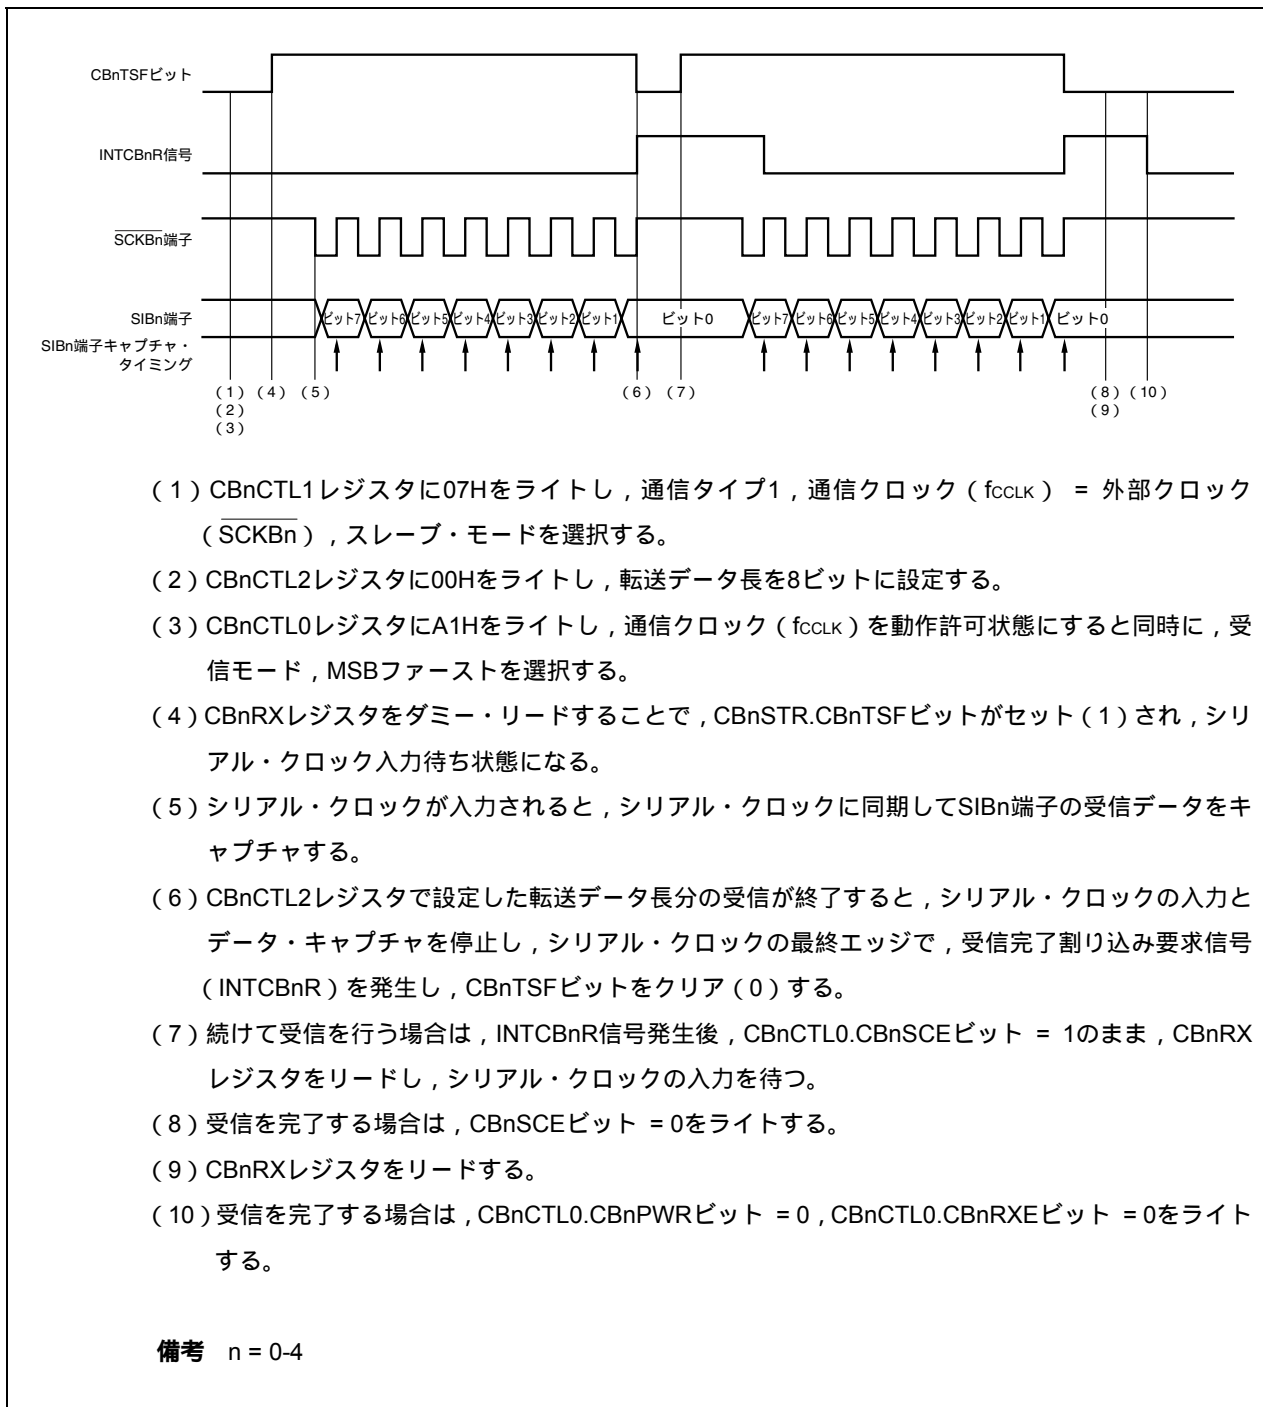 CBnTSFビット
INTCBnR信号
SCKBn端子
SIBn端子
ビット7 ビット6 ビット5 ビット4 ビット3 ビット2 ビット1 ビット0 ビット7 ビット6 ビット5 ビット4 ビット3 ビット2 ビット1 ビット0
SIBn端子キャプチャ・
タイミング
(1) (4) (5) (6) (7) (8) (10)
(2) (9)
(3)
(1) CBnCTL1レジスタに07Hをライトし，通信タイプ1，通信クロック（fCCLK） = 外部クロック
（SCKBn），スレーブ・モードを選択する。
(2) CBnCTL2レジスタに00Hをライトし，転送データ長を8ビットに設定する。
(3) CBnCTL0レジスタにA1Hをライトし，通信クロック（fCCLK）を動作許可状態にすると同時に，受
信モード，MSBファーストを選択する。
(4) CBnRXレジスタをダミー・リードすることで，CBnSTR.CBnTSFビットがセット（1）され，シリ
アル・クロック入力待ち状態になる。
(5) シリアル・クロックが入力されると，シリアル・クロックに同期してSIBn端子の受信データをキ
ャプチャする。
(6) CBnCTL2レジスタで設定した転送データ長分の受信が終了すると，シリアル・クロックの入力と
データ・キャプチャを停止し，シリアル・クロックの最終エッジで，受信完了割り込み要求信号
（INTCBnR）を発生し，CBnTSFビットをクリア（0）する。
(7) 続けて受信を行う場合は，INTCBnR信号発生後，CBnCTL0.CBnSCEビット = 1のまま，CBnRX
レジスタをリードし，シリアル・クロックの入力を待つ。
(8) 受信を完了する場合は，CBnSCEビット = 0をライトする。
(9) CBnRXレジスタをリードする。
(10) 受信を完了する場合は，CBnCTL0.CBnPWRビット = 0，CBnCTL0.CBnRXEビット = 0をライト
する。
備考 n = 0-4